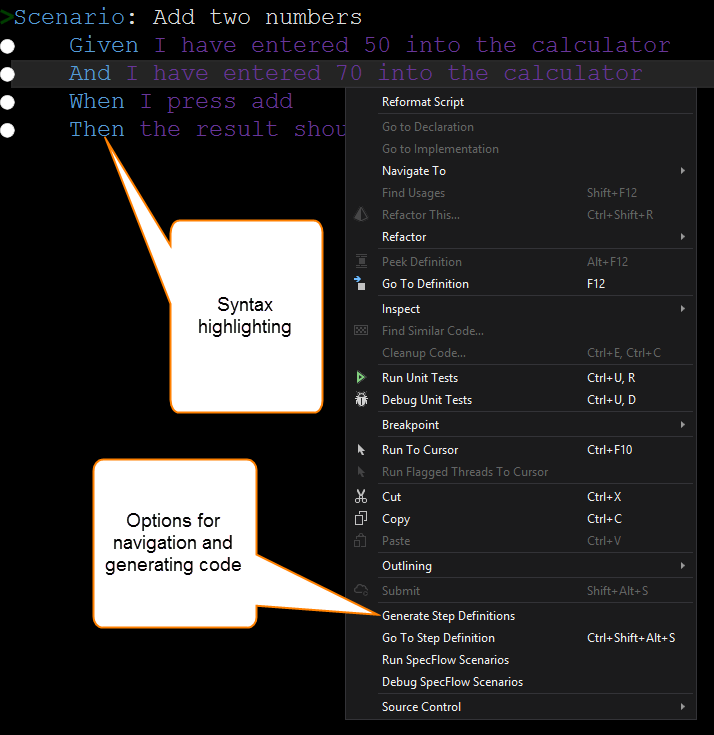 Scenario: Add two numbers
Given I have entered 50 into the calculator
And I have entered 70 into the calculator
When I press add
Then the result shou
Syntax
highlighting
Options for
navigation and
generating code
Reformat Script
Go to Declaration
Go to Implementation
Navigate To
Find Usages Shift+F12
Refactor This... Ctrl+Shift+R
Refactor
Peek Definition Alt+F12
Go To Definition F12
Inspect
Find Similar Code...
Cleanup Code... Ctrl+E, Ctrl+C
Run Unit Tests Ctrl+U, R
Debug Unit Tests Ctrl+U, D
Breakpoint
Run To Cursor Ctrl+F10
Run Flagged Threads To Cursor
Cut Ctrl+X
Copy Ctrl+C
Paste Ctrl+V
Outlining
Submit Shift+Alt+S
Generate Step Definitions
Go To Step Definition Ctrl+Shift+Alt+S
Run SpecFlow Scenarios
Debug SpecFlow Scenarios
Source Control